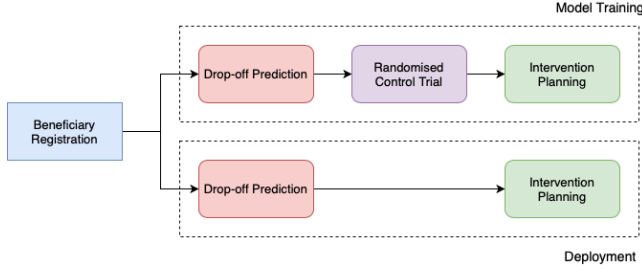 Model Training
Drop-off Prediction
Randomised
Control Trial
Intervention
Planning
Beneficiary
Registration
Drop-off Prediction
Intervention
Planning
Deployment